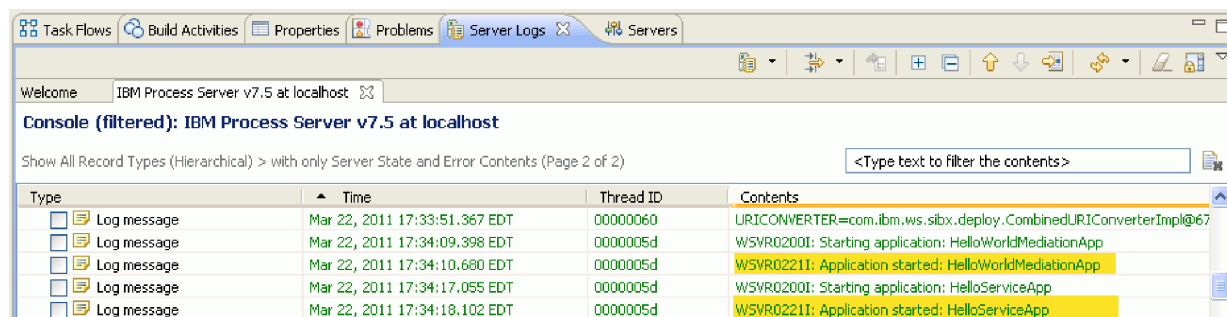 Task Flows Build Activities Properties Problems Server Logs Servers
Welcome IBM Process Server v7.5 at localhost
Console (filtered): IBM Process Server v7.5 at localhost
Show All Record Types (Hierarchical) > with only Server State and Error Contents (Page 2 of 2) <Type text to filter the contents>
Type Time Thread ID Contents
Log message Mar 22, 2011 17:33:51.367 EDT 00000060 URICONVERTER=com.ibm.ws.sibx.deploy.CombinedURIConverterImpl@67
Log message Mar 22, 2011 17:34:09.398 EDT 0000005d WSVR0200I: Starting application: HelloWorldMediationApp
Log message Mar 22, 2011 17:34:10.680 EDT 0000005d WSVR0221I: Application started: HelloWorldMediationApp
Log message Mar 22, 2011 17:34:17.055 EDT 0000005d WSVR0200I: Starting application: HelloServiceApp
Log message Mar 22, 2011 17:34:18.102 EDT 0000005d WSVR0221I: Application started: HelloServiceApp